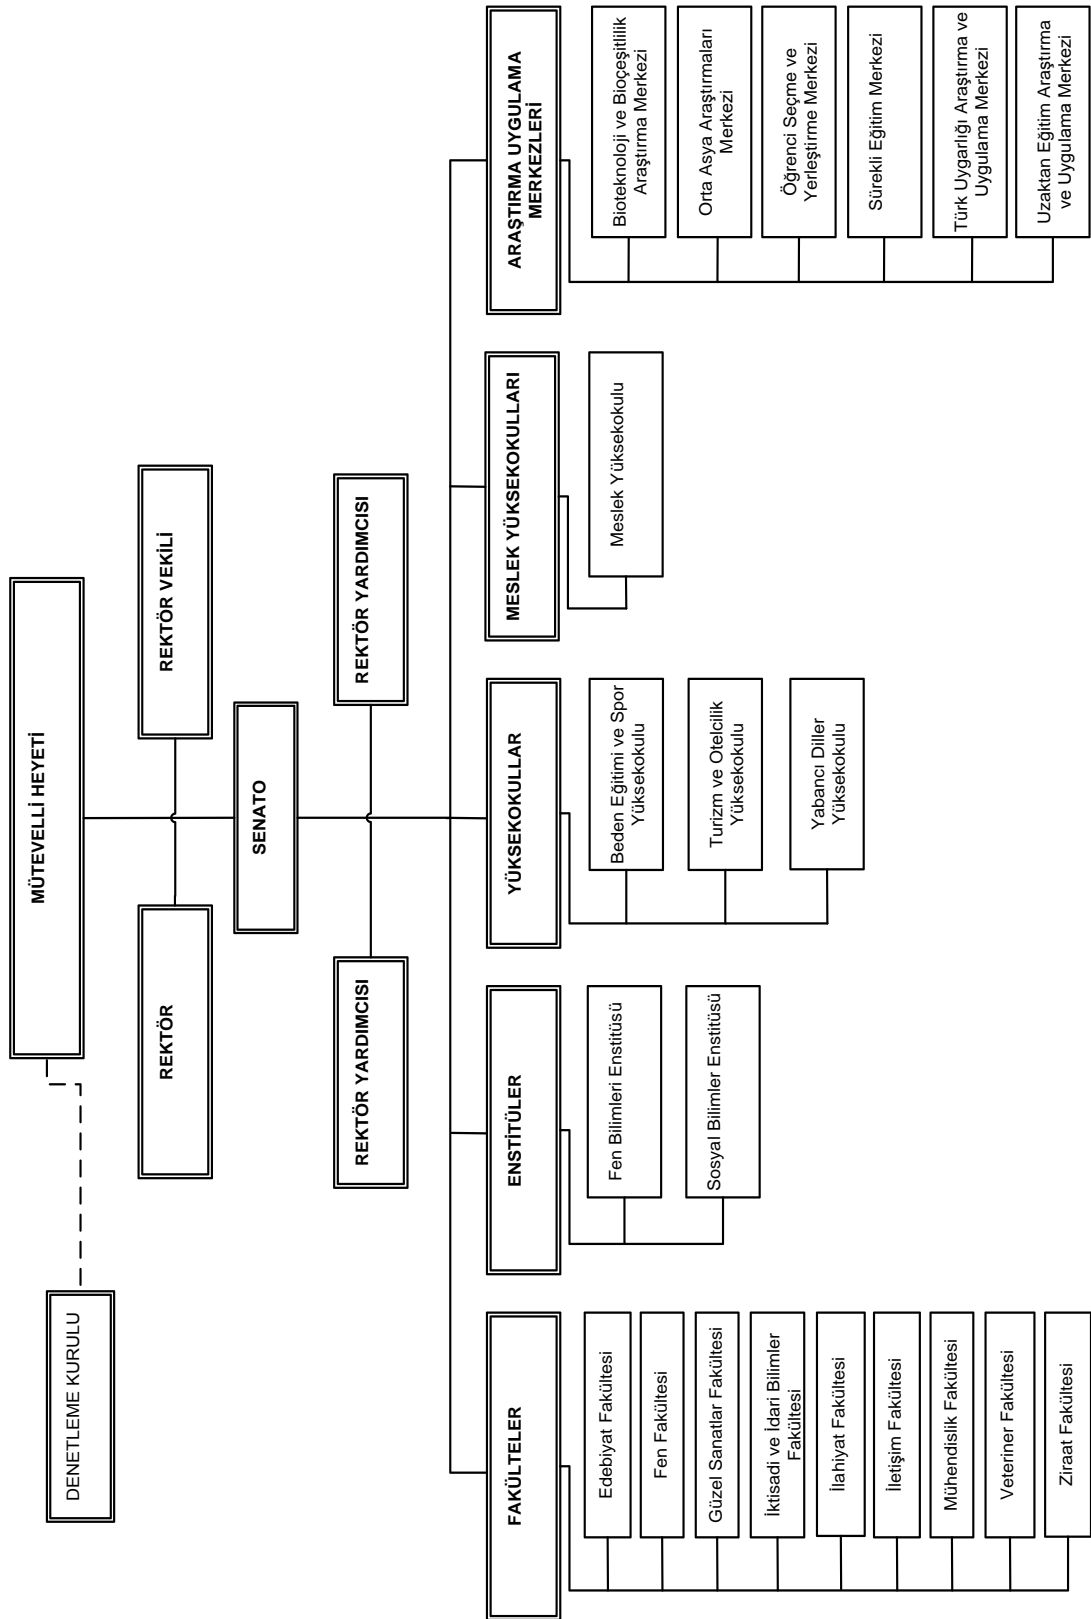 MÜTEVELLİ HEYETİ
DENETLEME KURULU
REKTÖR
REKTÖR VEKİLİ
SENATO
REKTÖR YARDIMCISI
REKTÖR YARDIMCISI
FAKÜLTELER
Edebiyat Fakültesi
Fen Fakültesi
Güzel Sanatlar Fakültesi
İktisadi ve İdari Bilimler
Fakültesi
İlahiyat Fakültesi
İletişim Fakültesi
Mühendislik Fakültesi
Veteriner Fakültesi
Ziraat Fakültesi
ENSTİTÜLER
Fen Bilimleri Enstitüsü
Sosyal Bilimler Enstitüsü
YÜKSEKOKULLAR
Beden Eğitimi ve Spor
Yüksekokulu
Turizm ve Otelcilik
Yüksekokulu
Yabancı Diller
Yüksekokulu
MESLEK YÜKSEKOKULLARI
Meslek Yüksekokulu
ARAŞTIRMA UYGULAMA
MERKEZLERİ
Bioteknoloji ve Bioçeşitlilik
Araştırma Merkezi
Orta Asya Araştırmaları
Merkezi
Öğrenci Seçme ve
Yerleştirme Merkezi
Sürekli Eğitim Merkezi
Türk Uygarlığı Araştırma ve
Uygulama Merkezi
Uzaktan Eğitim Araştırma
ve Uygulama Merkezi